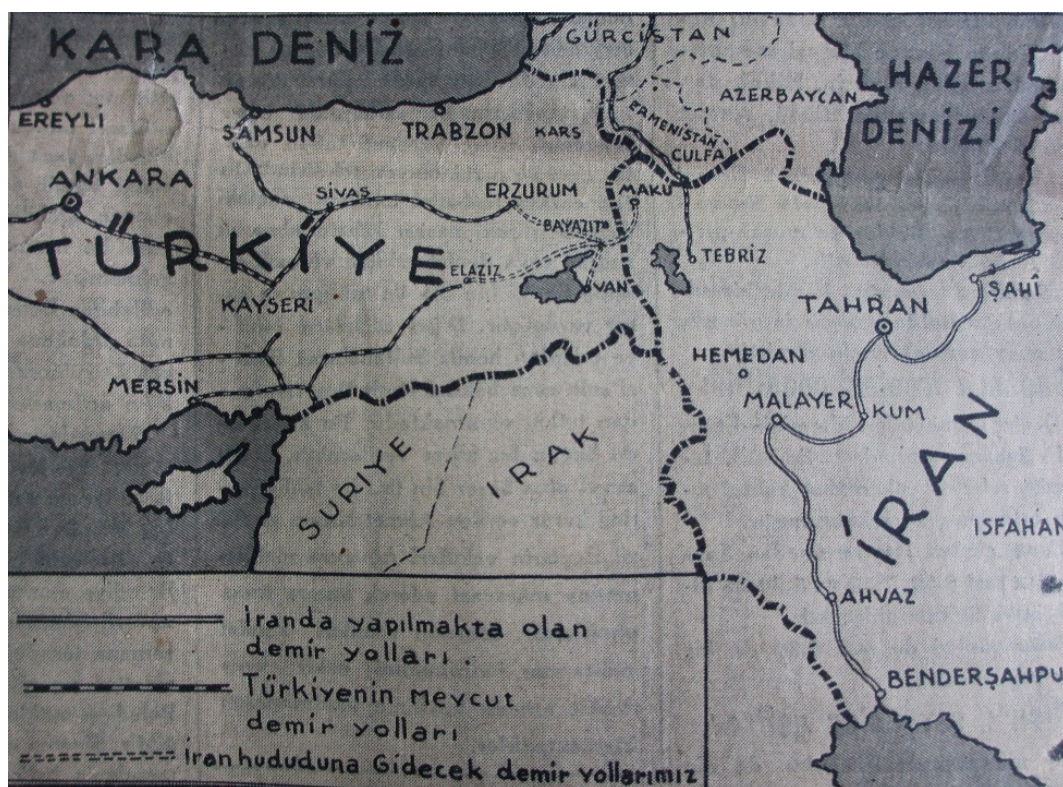 KARA DENİZ
GÜRCİSTAN
HAZER
DENİZİ
AZERBAYCAN
EREYLİ
SAMSUN
TRABZON
KARS
ERMENİSTAN
CULFA
ANKARA
SİVAS
ERZURUM
MAKU
BAYAZIT
TÜRKİYE
ELAZİZ
VAN
TEBRİZ
ŞAHÎ
KAYSERİ
TAHRAN
HEMEDAN
MERSİN
MALAYER
KUM
SURİYE
IRAK
İRAN
ISFAHAN
AHVAZ
BENDERŞAHPU
İranda yapılmakta olan
demir yolları.
Türkiyenin Mevcut
demir yolları
İran hududuna Gidecek demir yollarımız